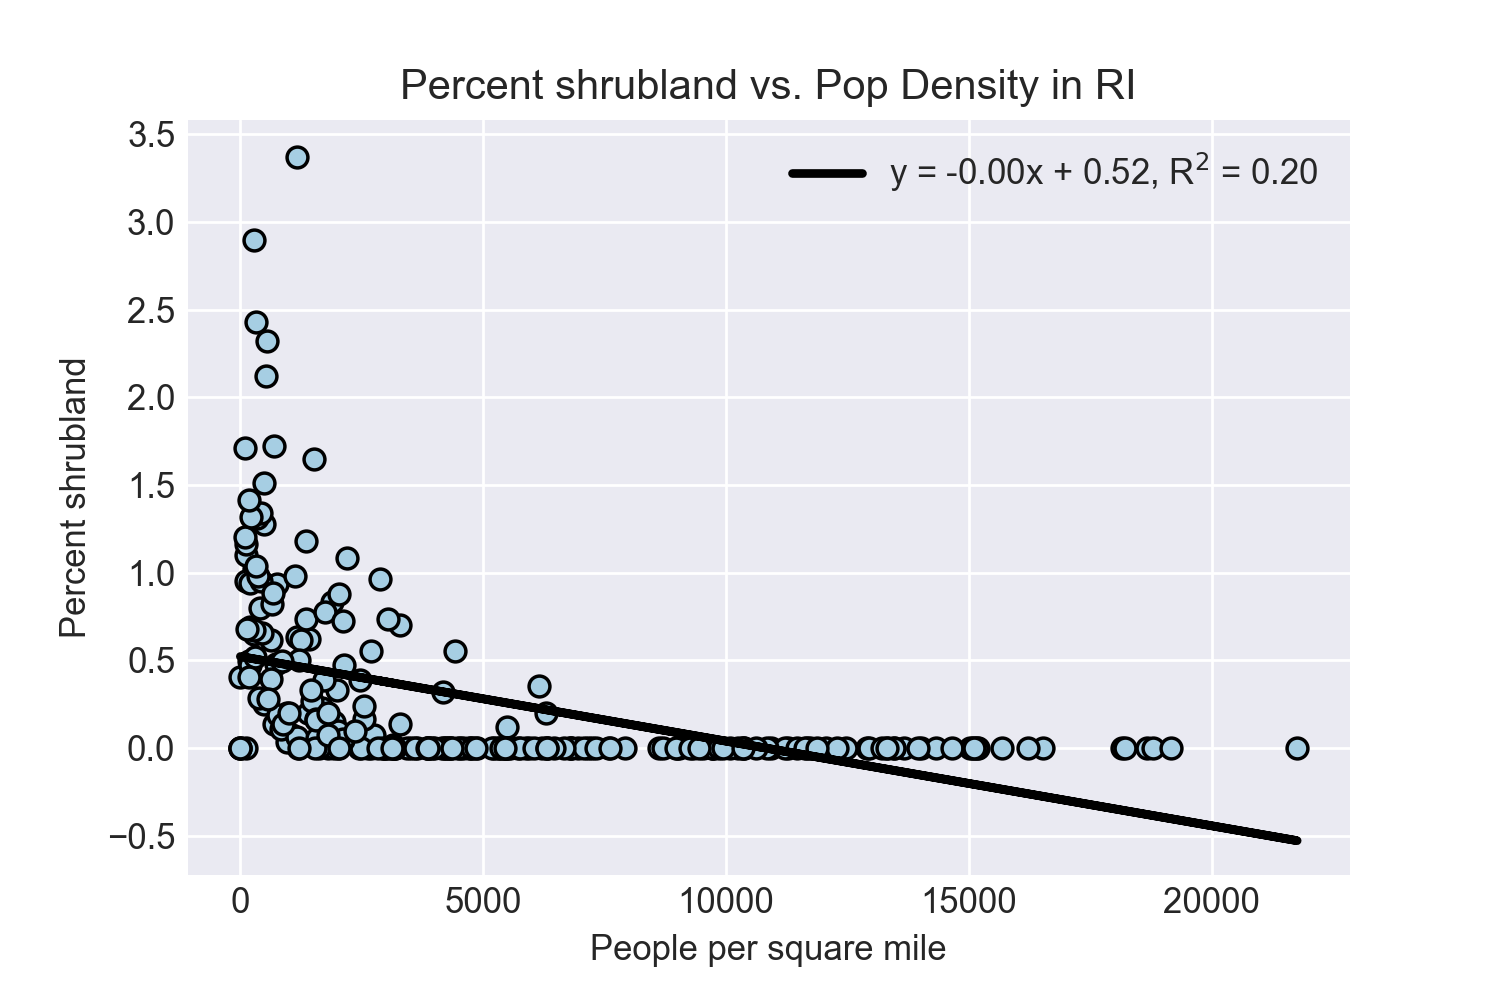 Percent shrubland vs. Pop Density in RI
y = -0.00x + 0.52, R² = 0.20
Percent shrubland
3.5
3.0
2.5
2.0
1.5
1.0
0.5
0.0
−0.5
0 5000 10000 15000 20000
People per square mile